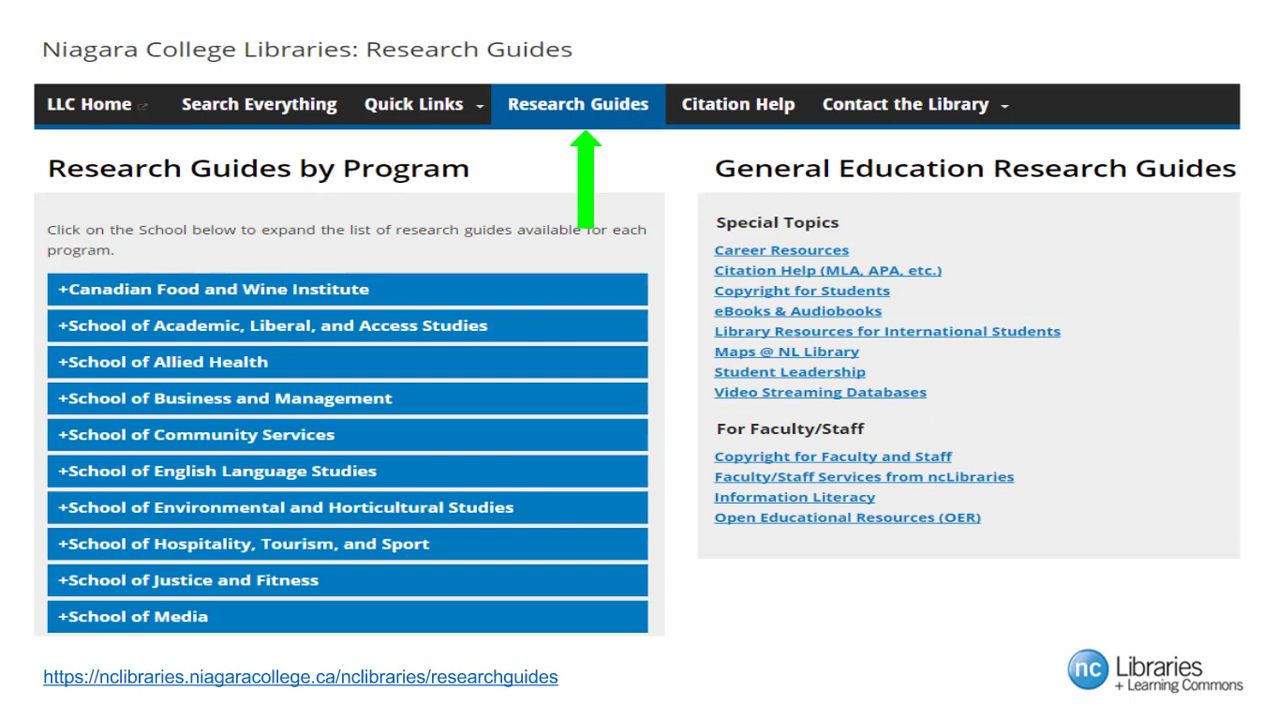 Niagara College Libraries: Research Guides
LLC Home Search Everything Quick Links Research Guides Citation Help Contact the Library
Research Guides by Program
Click on the School below to expand the list of research guides available for each
program.
+Canadian Food and Wine Institute
+School of Academic, Liberal, and Access Studies
+School of Allied Health
+School of Business and Management
+School of Community Services
+School of English Language Studies
+School of Environmental and Horticultural Studies
+School of Hospitality, Tourism, and Sport
+School of Justice and Fitness
+School of Media
General Education Research Guides
Special Topics
Career Resources
Citation Help (MLA, APA, etc.)
Copyright for Students
eBooks & Audiobooks
Library Resources for International Students
Maps @ NL Library
Student Leadership
Video Streaming Databases
For Faculty/Staff
Copyright for Faculty and Staff
Faculty/Staff Services from ncLibraries
Information Literacy
Open Educational Resources (OER)
https://nclibraries.niagaracollege.ca/nclibraries/researchguides
nc Libraries
+ Learning Commons